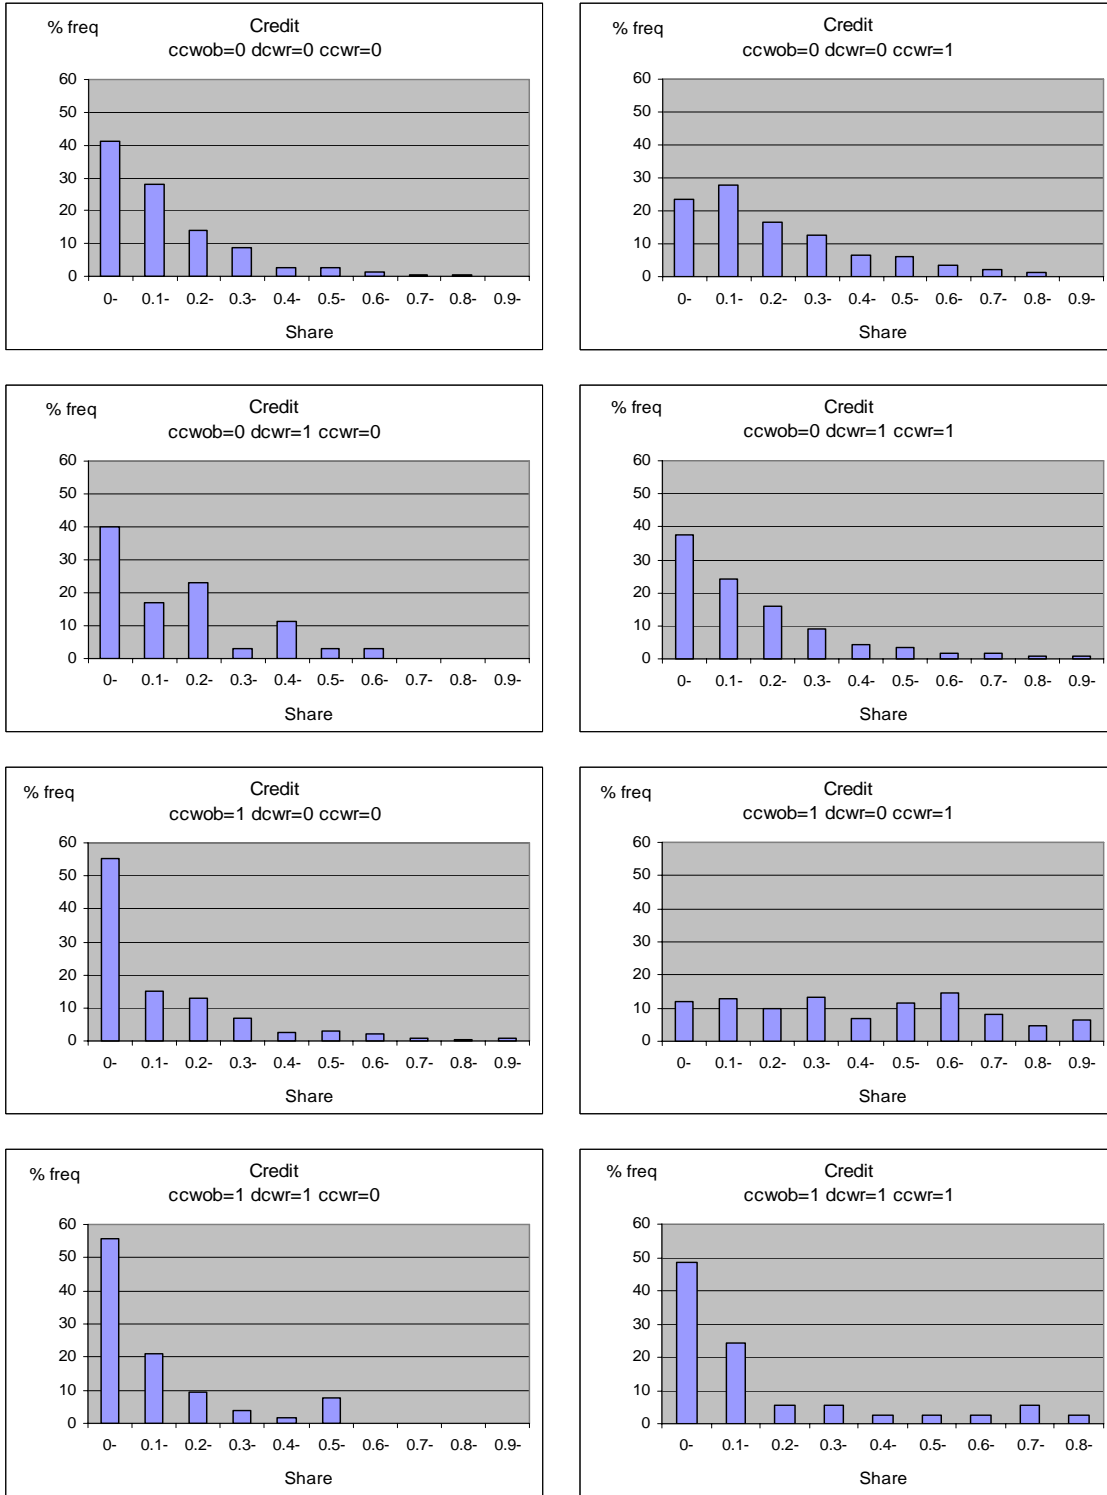 % freq
Credit
ccwob=0 dcwr=0 ccwr=0
60
50
40
30
20
10
0
0- 0.1- 0.2- 0.3- 0.4- 0.5- 0.6- 0.7- 0.8- 0.9-
Share
% freq
Credit
ccwob=0 dcwr=0 ccwr=1
60
50
40
30
20
10
0
0- 0.1- 0.2- 0.3- 0.4- 0.5- 0.6- 0.7- 0.8- 0.9-
Share
% freq
Credit
ccwob=0 dcwr=1 ccwr=0
60
50
40
30
20
10
0
0- 0.1- 0.2- 0.3- 0.4- 0.5- 0.6- 0.7- 0.8- 0.9-
Share
% freq
Credit
ccwob=0 dcwr=1 ccwr=1
60
50
40
30
20
10
0
0- 0.1- 0.2- 0.3- 0.4- 0.5- 0.6- 0.7- 0.8- 0.9-
Share
% freq
Credit
ccwob=1 dcwr=0 ccwr=0
60
50
40
30
20
10
0
0- 0.1- 0.2- 0.3- 0.4- 0.5- 0.6- 0.7- 0.8- 0.9-
Share
% freq
Credit
ccwob=1 dcwr=0 ccwr=1
60
50
40
30
20
10
0
0- 0.1- 0.2- 0.3- 0.4- 0.5- 0.6- 0.7- 0.8- 0.9-
Share
% freq
Credit
ccwob=1 dcwr=1 ccwr=0
60
50
40
30
20
10
0
0- 0.1- 0.2- 0.3- 0.4- 0.5- 0.6- 0.7- 0.8- 0.9-
Share
% freq
Credit
ccwob=1 dcwr=1 ccwr=1
60
50
40
30
20
10
0
0- 0.1- 0.2- 0.3- 0.4- 0.5- 0.6- 0.7- 0.8-
Share